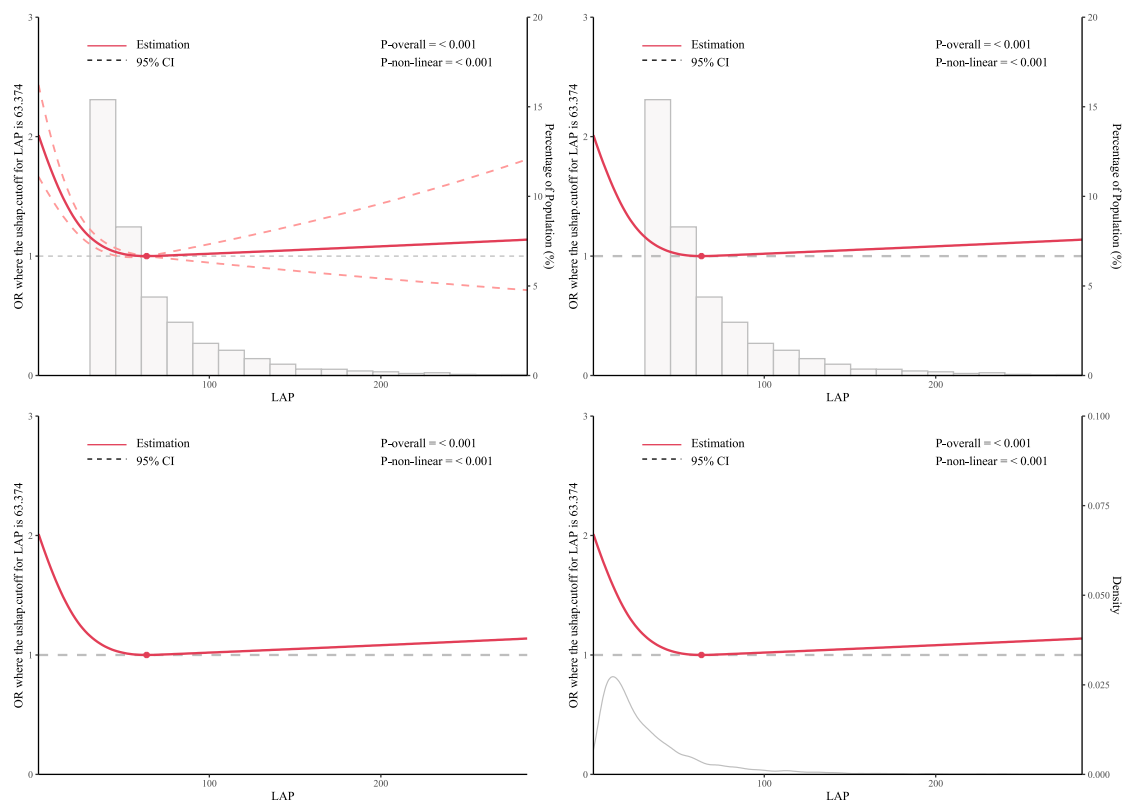 3
2
1
0
OR where the ushap.cutoff for LAP is 63.374
Estimation
95% CI
P-overall = < 0.001
P-non-linear = < 0.001
20
15
10
5
0
Percentage of Population (%)
100
200
LAP
3
2
1
0
OR where the ushap.cutoff for LAP is 63.374
Estimation
95% CI
P-overall = < 0.001
P-non-linear = < 0.001
20
15
10
5
0
Percentage of Population (%)
100
200
LAP
3
2
1
0
OR where the ushap.cutoff for LAP is 63.374
Estimation
95% CI
P-overall = < 0.001
P-non-linear = < 0.001
100
200
LAP
3
2
1
0
OR where the ushap.cutoff for LAP is 63.374
Estimation
95% CI
P-overall = < 0.001
P-non-linear = < 0.001
0.100
0.075
0.050
0.025
0.000
Density
100
200
LAP